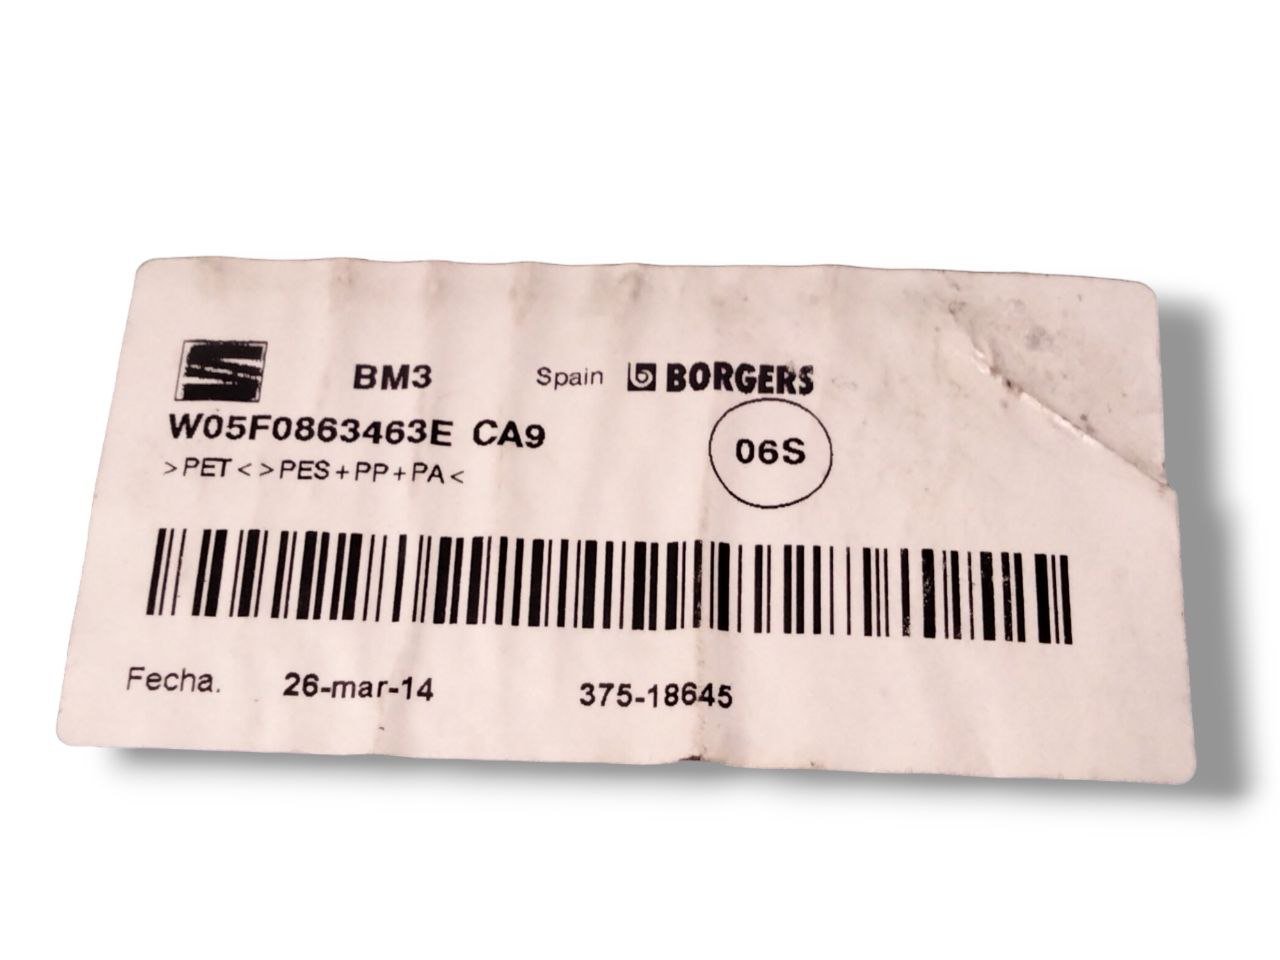 BM3 Spain BORGERS
W05F0863463E CA9
06S
>PET<>PES+PP+PA<
Fecha. 26-mar-14 375-18645